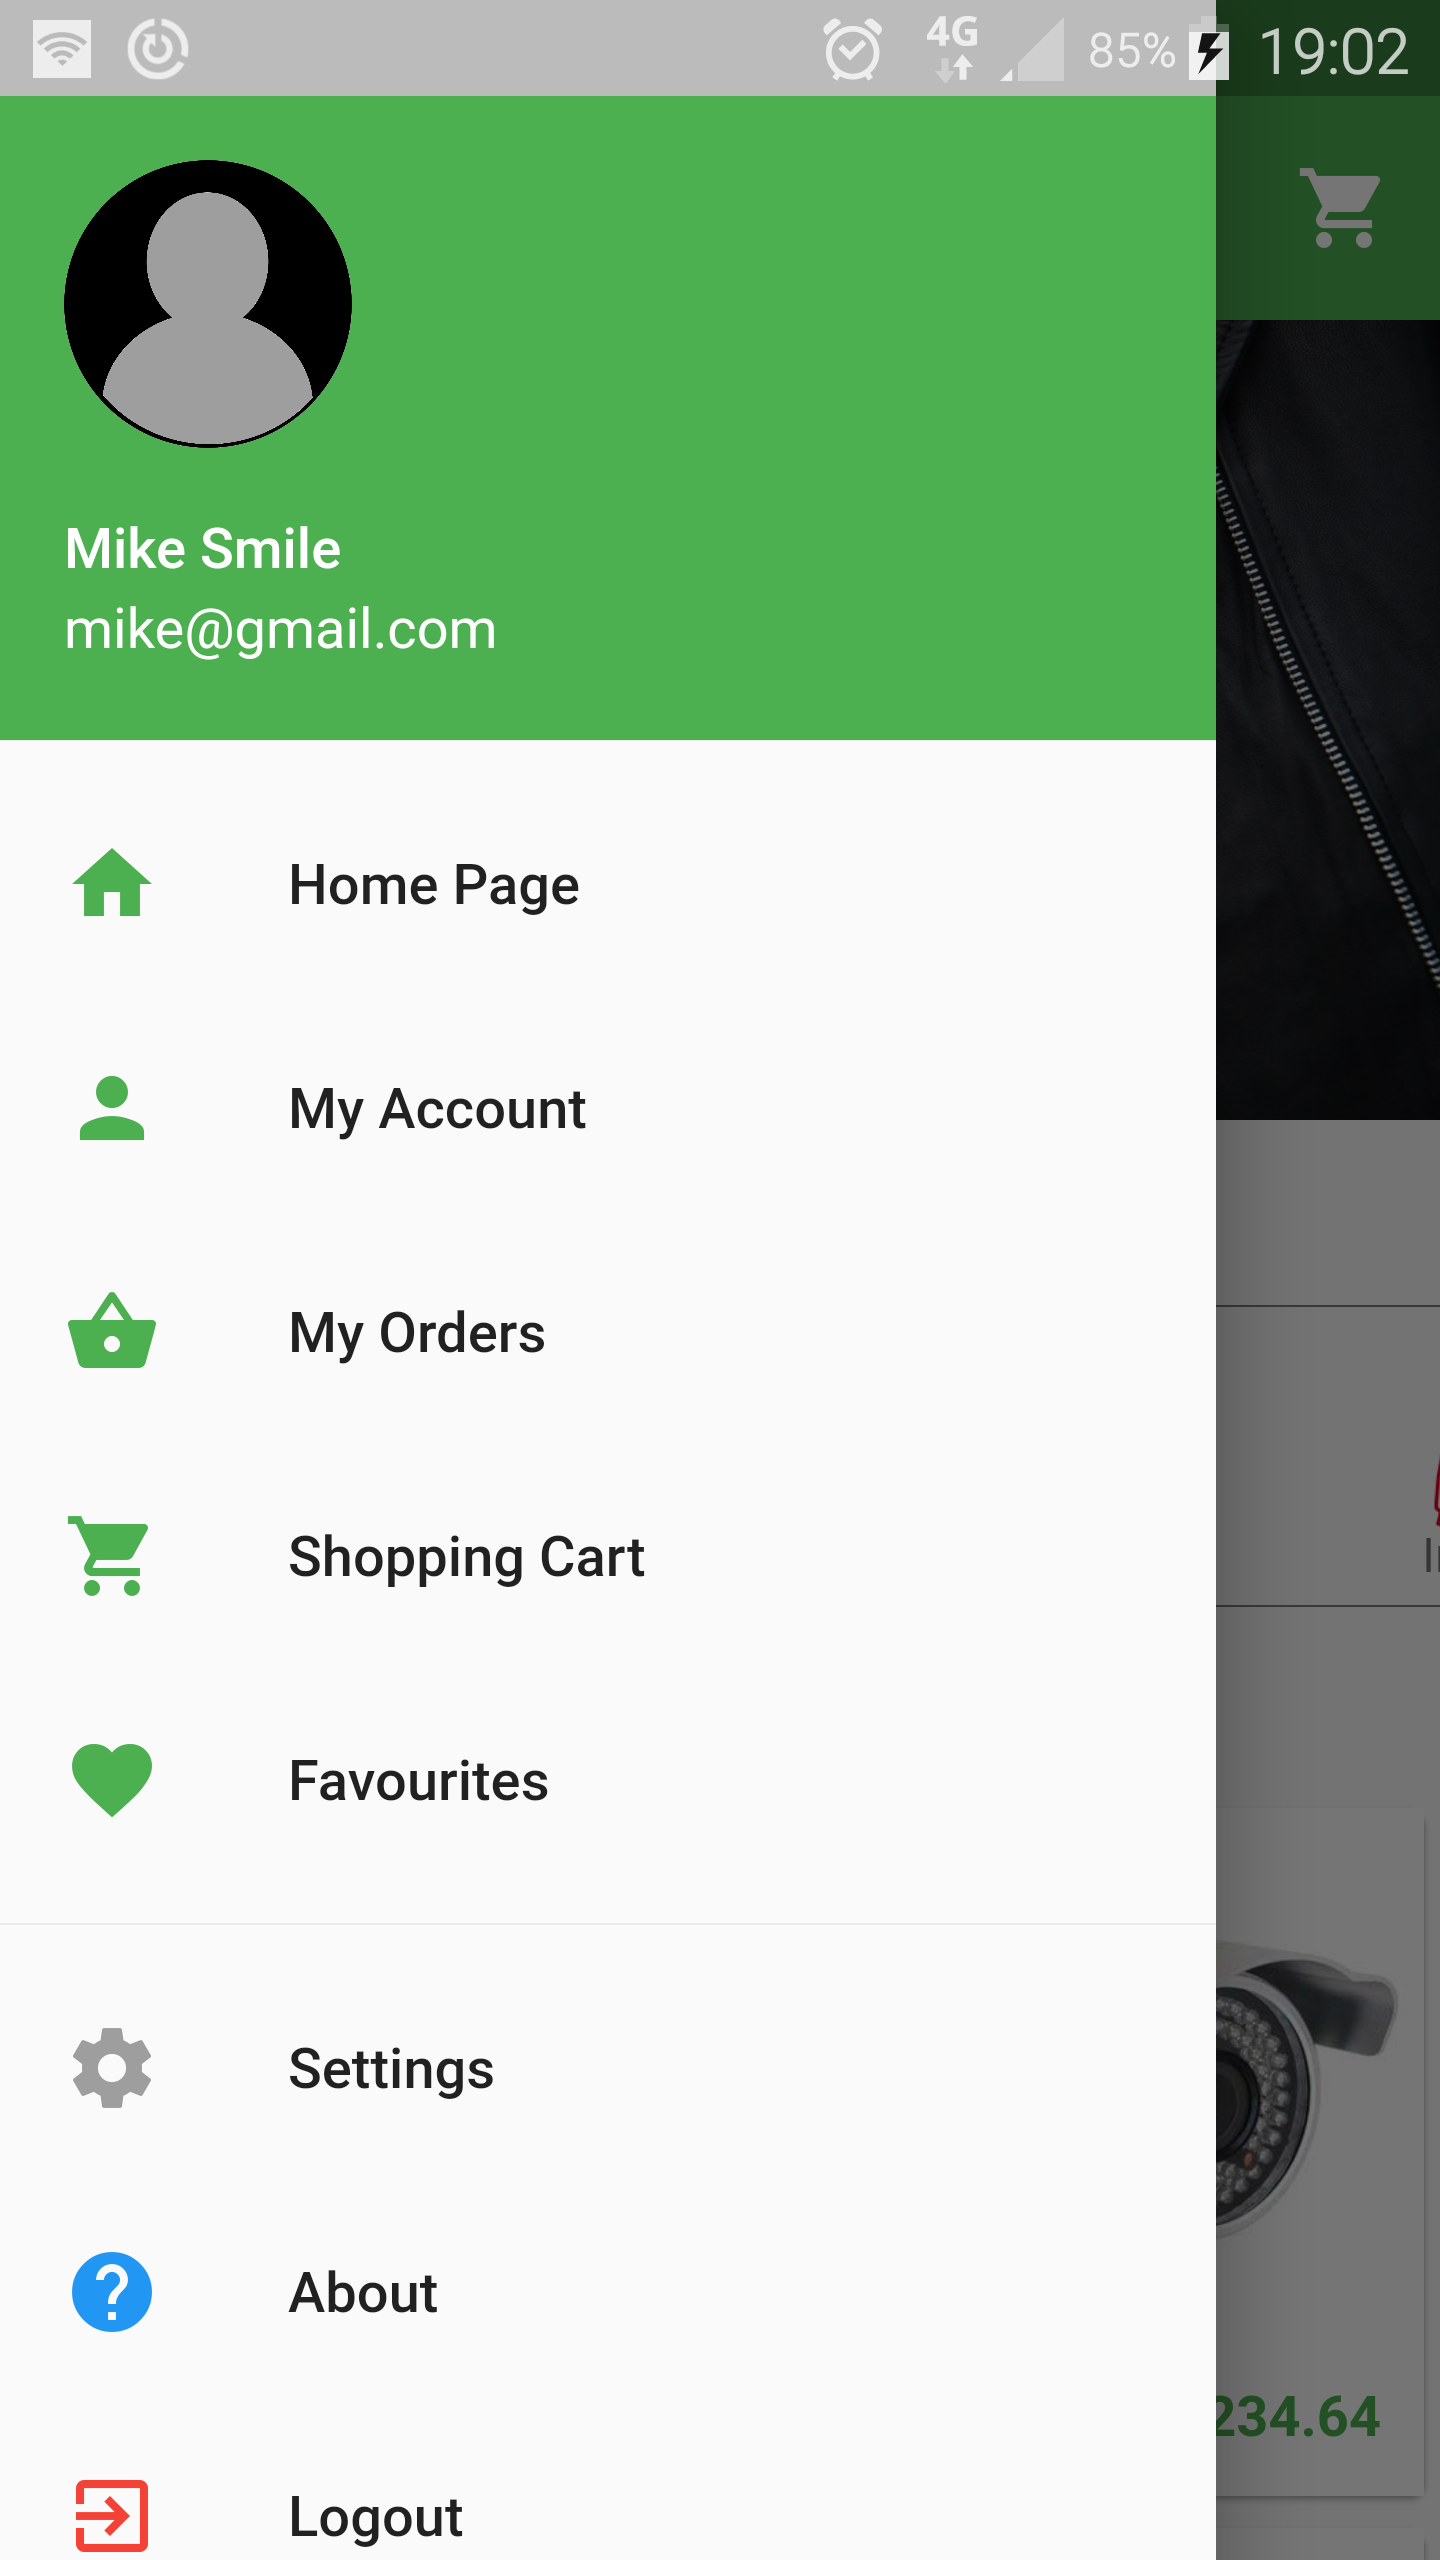 4G 85% 19:02
Mike Smile
mike@gmail.com
Home Page
My Account
My Orders
Shopping Cart
Favourites
Settings
About
234.64
Logout